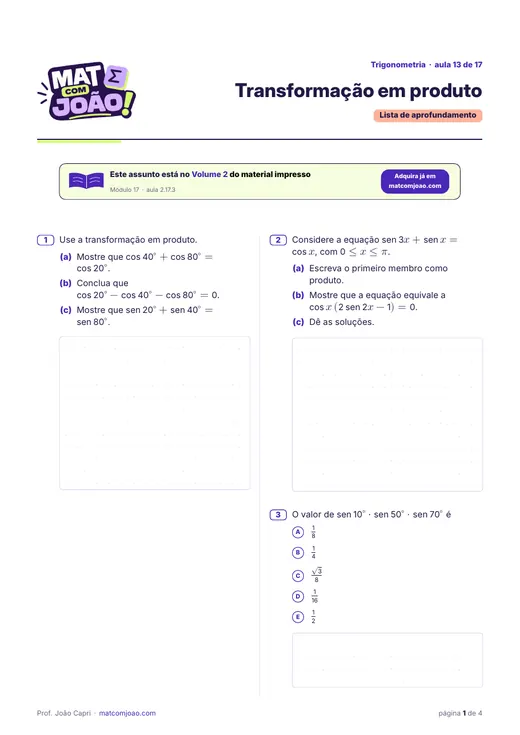 MAT
COM
JOÃO!
Σ
Trigonometria · aula 13 de 17
Transformação em produto
Lista de aprofundamento
Este assunto está no Volume 2 do material impresso
Módulo 17 · aula 2.17.3
Adquira já em
matcomjoao.com
1 Use a transformação em produto.
(a) Mostre que cos 40° + cos 80° =
cos 20°.
(b) Conclua que
cos 20° − cos 40° − cos 80° = 0.
(c) Mostre que sen 20° + sen 40° =
sen 80°.
2 Considere a equação sen 3x + sen x =
cos x, com 0 ≤ x ≤ π.
(a) Escreva o primeiro membro como
produto.
(b) Mostre que a equação equivale a
cos x (2 sen 2x − 1) = 0.
(c) Dê as soluções.
3 O valor de sen 10° · sen 50° · sen 70° é
A 1/8
B 1/4
C √3/8
D 1/16
E 1/2
Prof. João Capri · matcomjoao.com
página 1 de 4